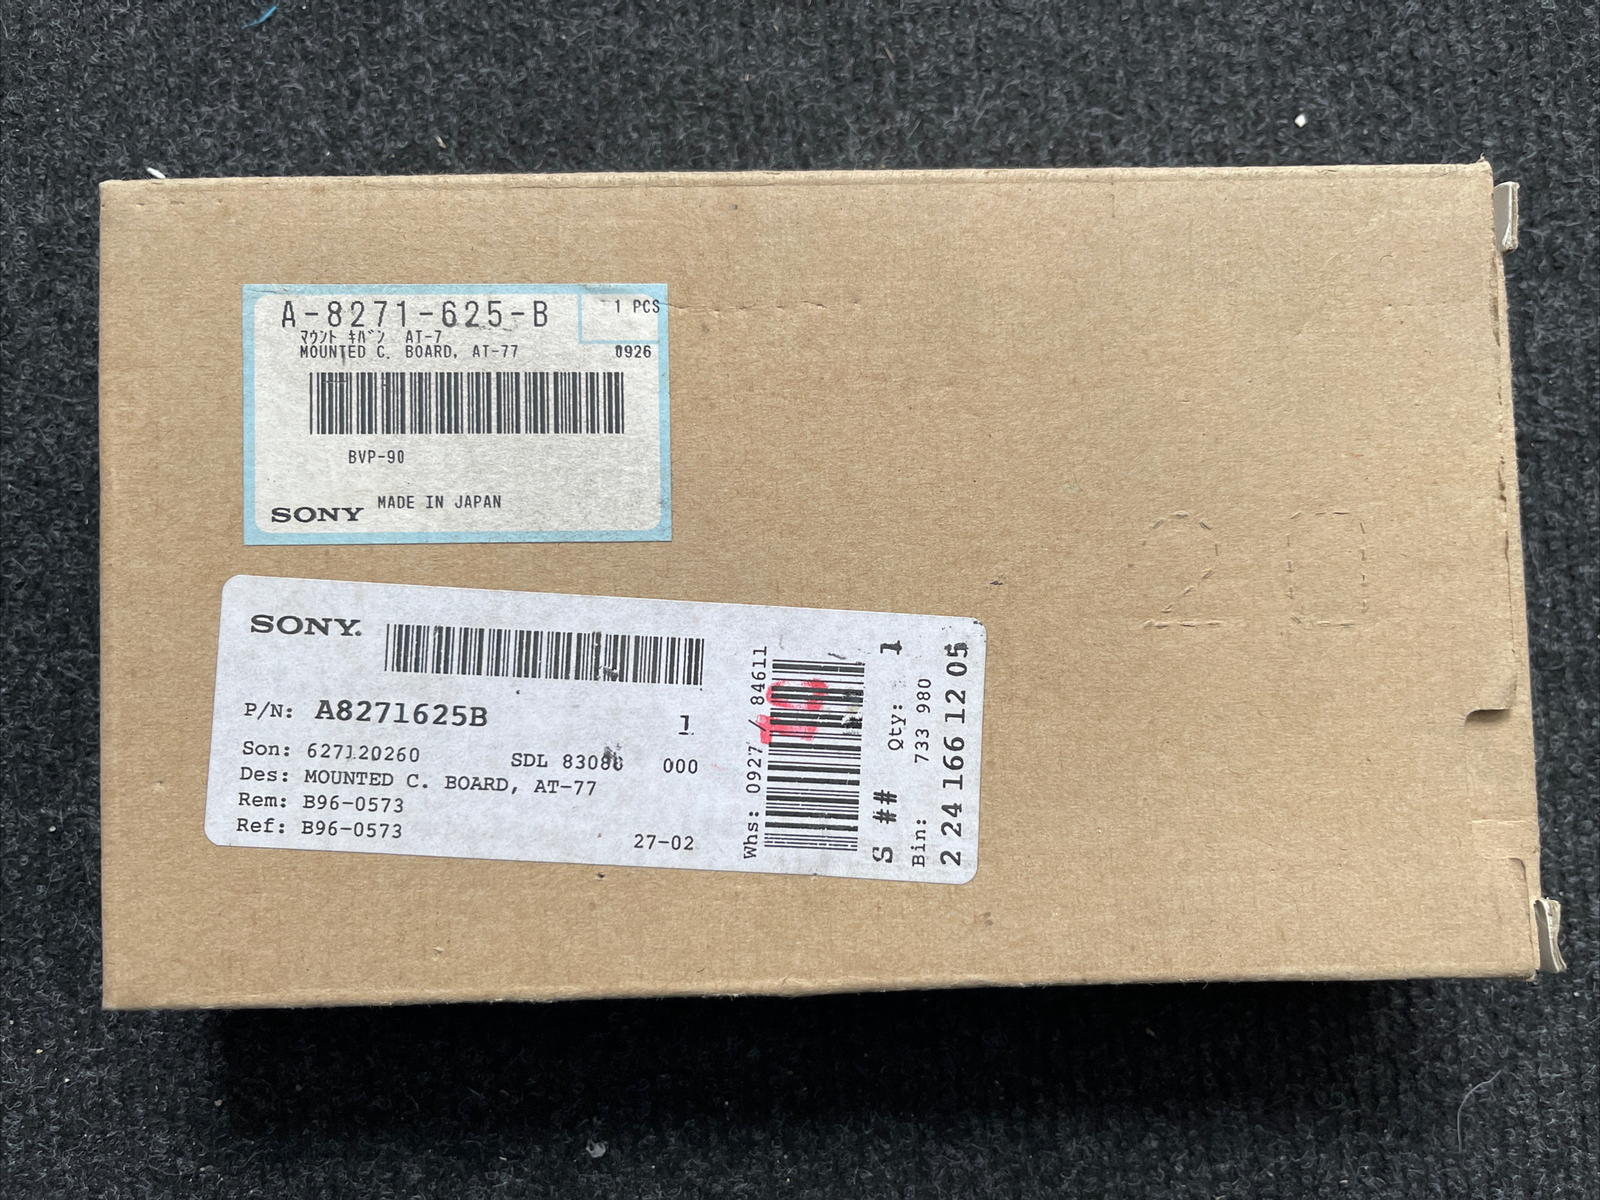 A-8271-625-B
1 PCS
マウント キバン AT-7
MOUNTED C. BOARD, AT-77
0926
BVP-90
SONY
MADE IN JAPAN
SONY.
P/N: A8271625B
1
Son: 627120260
SDL 83086 000
Des: MOUNTED C. BOARD, AT-77
Rem: B96-0573
Ref: B96-0573
27-02
Whs: 0927 / 84611
S ## Qty: 1
Bin: 733 980
2 24 166 12 05
20